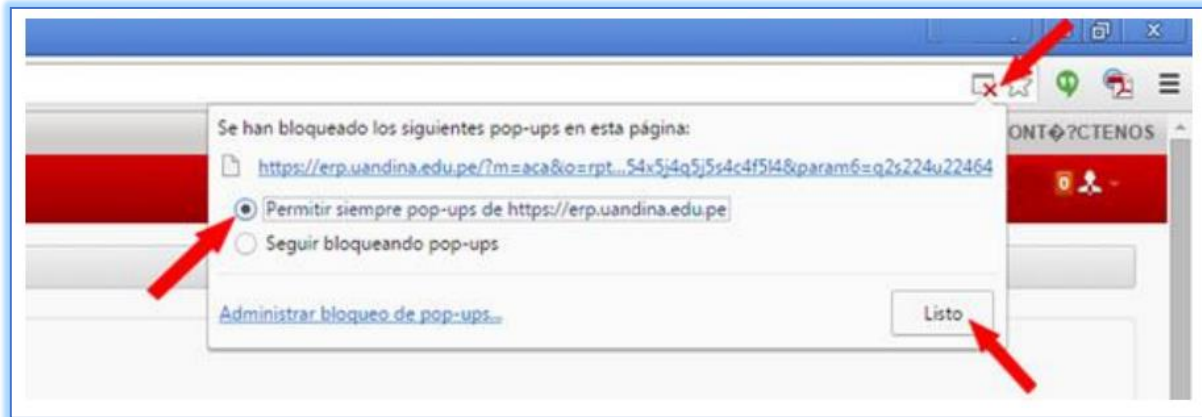 Se han bloqueado los siguientes pop-ups en esta página:
ONT�?CTENOS
https://erp.uandina.edu.pe/?m=aca&o=rpt...54x5j4q5j5s4c4f5l4&param6=q2s224u22464
0
Permitir siempre pop-ups de https://erp.uandina.edu.pe
Seguir bloqueando pop-ups
Administrar bloqueo de pop-ups...
Listo